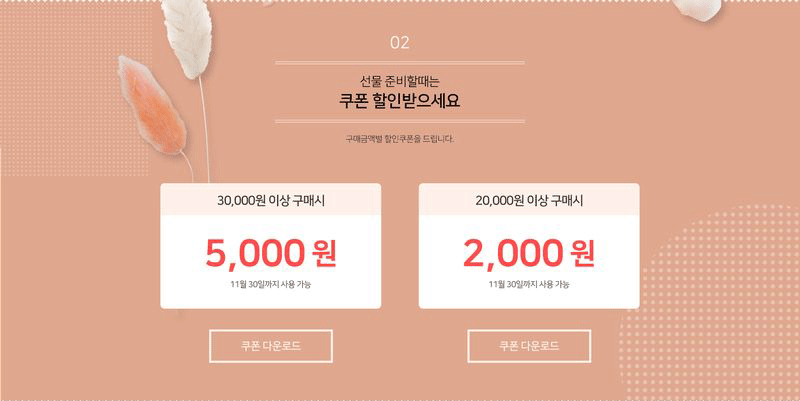 02
선물 준비할때는
쿠폰 할인받으세요
구매금액별 할인쿠폰을 드립니다.
30,000원 이상 구매시
5,000 원
11월 30일까지 사용 가능
쿠폰 다운로드
20,000원 이상 구매시
2,000 원
11월 30일까지 사용 가능
쿠폰 다운로드